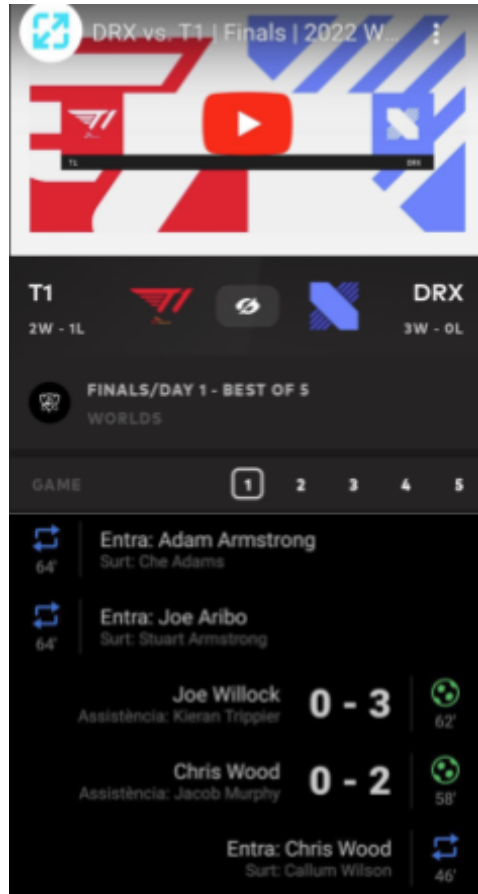 DRX vs. T1 | Finals | 2022 W...
T1
DRX
T1
DRX
2W - 1L
3W - 0L
FINALS/DAY 1 - BEST OF 5
WORLDS
GAME 1 2 3 4 5
64' Entra: Adam Armstrong
Surt: Che Adams
64' Entra: Joe Aribo
Surt: Stuart Armstrong
Joe Willock 0 - 3 62'
Assistència: Kieran Trippier
Chris Wood 0 - 2 58'
Assistència: Jacob Murphy
Entra: Chris Wood 46'
Surt: Callum Wilson